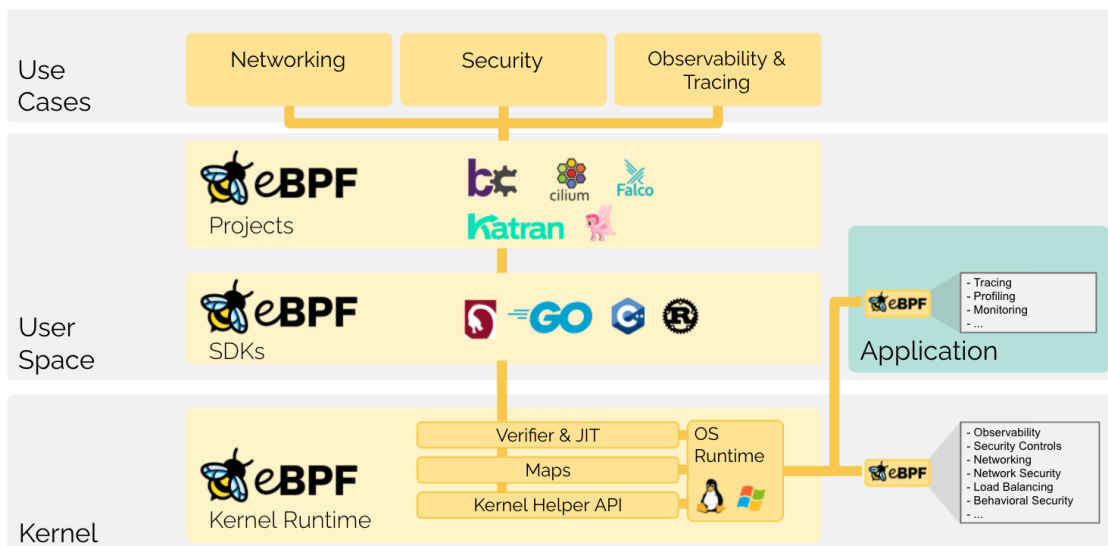 Use
Cases
Networking
Security
Observability &
Tracing
User
Space
eBPF
Projects
bc
cilium
Falco
Katran
eBPF
SDKs
GO
C++
R
eBPF
- Tracing
- Profiling
- Monitoring
- ...
Application
Kernel
eBPF
Kernel Runtime
Verifier & JIT
Maps
Kernel Helper API
OS
Runtime
eBPF
- Observability
- Security Controls
- Networking
- Network Security
- Load Balancing
- Behavioral Security
- ...